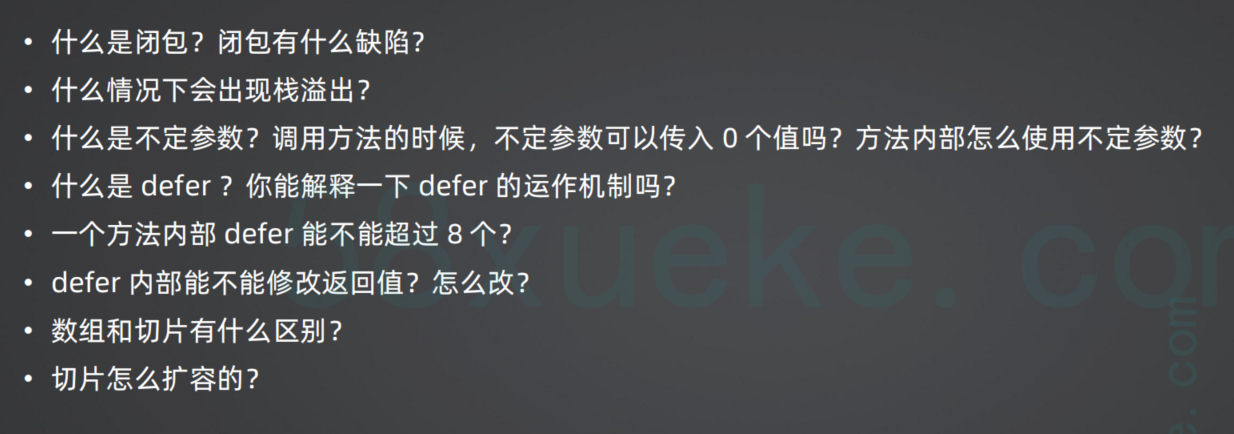 • 什么是闭包？闭包有什么缺陷？
• 什么情况下会出现栈溢出？
• 什么是不定参数？调用方法的时候，不定参数可以传入 0 个值吗？方法内部怎么使用不定参数？
• 什么是 defer ？你能解释一下 defer 的运作机制吗？
• 一个方法内部 defer 能不能超过 8 个？
• defer 内部能不能修改返回值？怎么改？
• 数组和切片有什么区别？
• 切片怎么扩容的？
68xueke. co
e. com